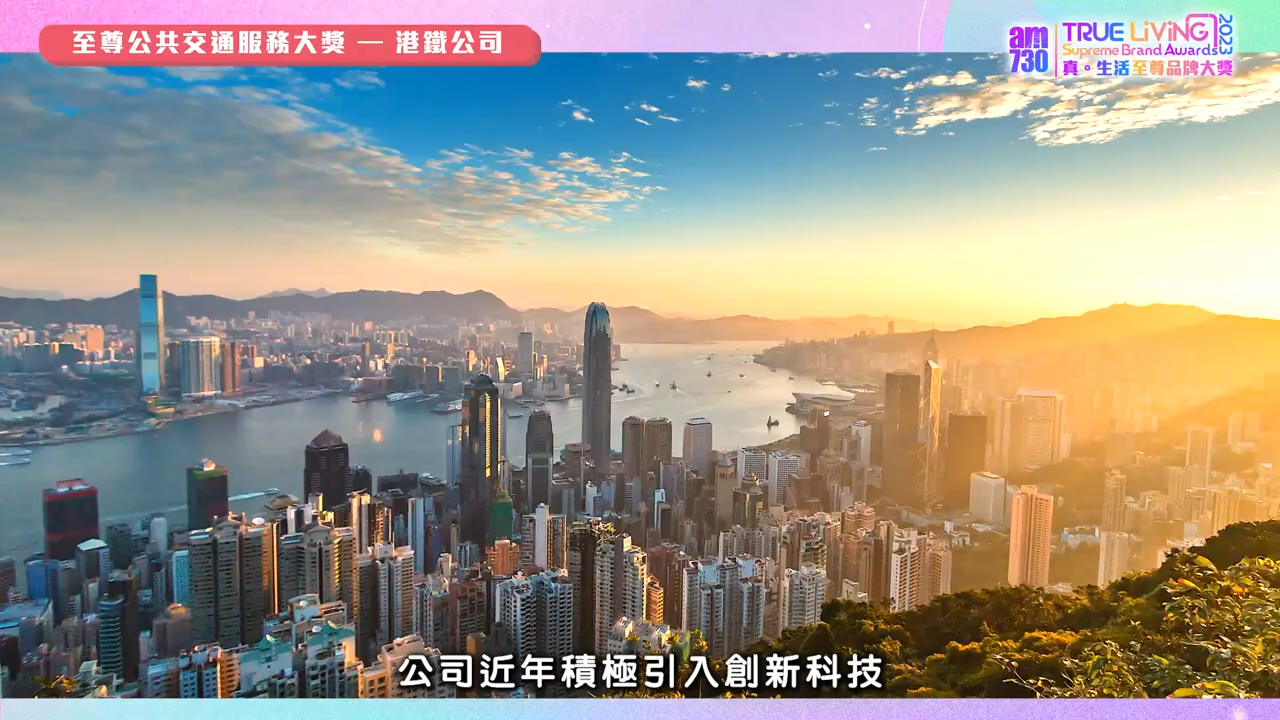 至尊公共交通服務大獎 — 港鐵公司
am730
TRUE LiViNG
Supreme Brand Awards 2023
真。生活至尊品牌大獎
公司近年積極引入創新科技